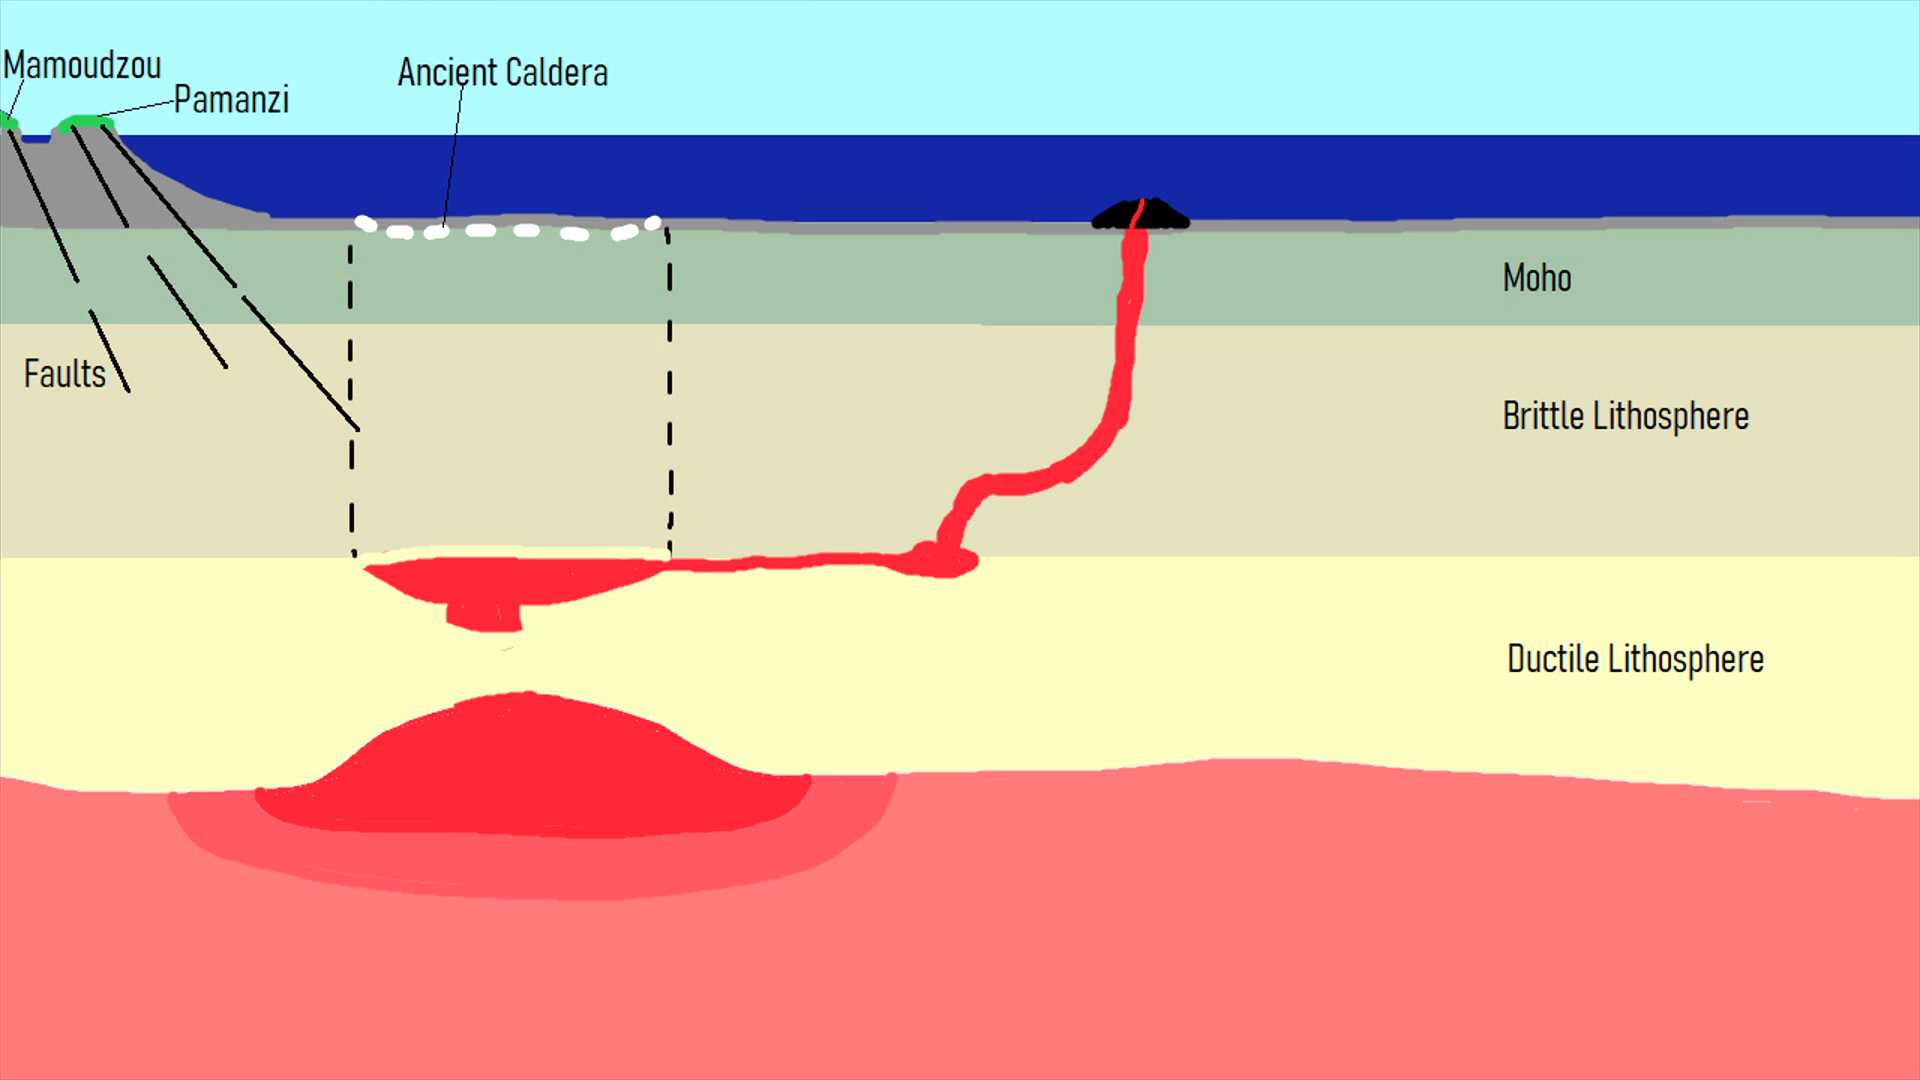 Mamoudzou
Pamanzi
Ancient Caldera
Moho
Faults
Brittle Lithosphere
Ductile Lithosphere